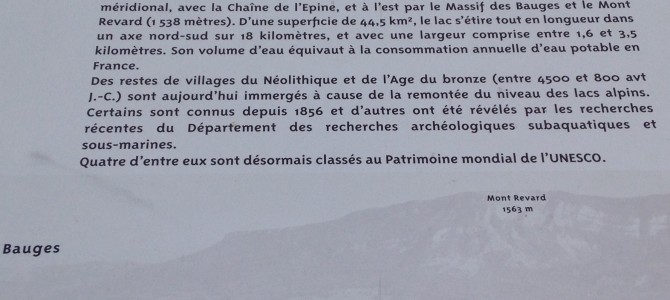 méridional, avec la Chaîne de l'Epine, et à l'est par le Massif des Bauges et le Mont
Revard (1 538 mètres). D'une superficie de 44,5 km², le lac s'étire tout en longueur dans
un axe nord-sud sur 18 kilomètres, et avec une largeur comprise entre 1,6 et 3,5
kilomètres. Son volume d'eau équivaut à la consommation annuelle d'eau potable en
France.
Des restes de villages du Néolithique et de l'Age du bronze (entre 4500 et 800 avt
J.-C.) sont aujourd'hui immergés à cause de la remontée du niveau des lacs alpins.
Certains sont connus depuis 1856 et d'autres ont été révélés par les recherches
récentes du Département des recherches archéologiques subaquatiques et
sous-marines.
Quatre d'entre eux sont désormais classés au Patrimoine mondial de l'UNESCO.
Mont Revard
1563 m
Bauges